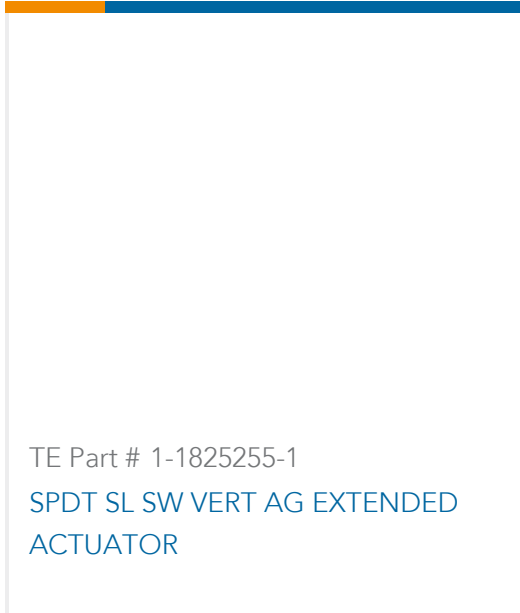 TE Part # 1-1825255-1
SPDT SL SW VERT AG EXTENDED
ACTUATOR